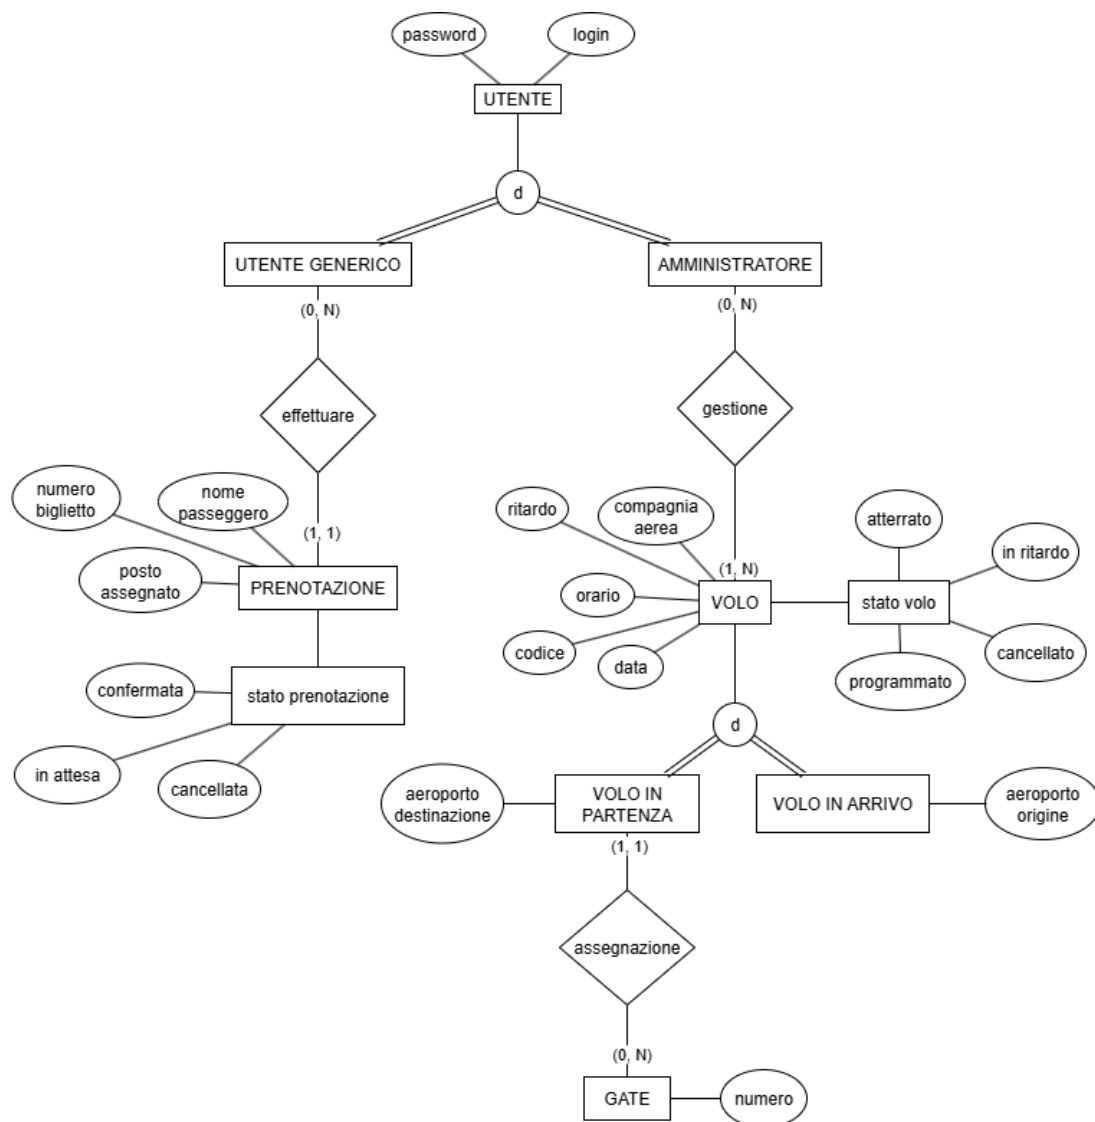 password
login
UTENTE
d
UTENTE GENERICO
AMMINISTRATORE
(0, N)
(0, N)
effettuare
gestione
numero
biglietto
nome
passeggero
ritardo
compagnia
aerea
atterrato
in ritardo
(1, 1)
(1, N)
posto
assegnato
PRENOTAZIONE
orario
VOLO
stato volo
codice
data
programmato
cancellato
confermata
stato prenotazione
d
in attesa
cancellata
aeroporto
destinazione
VOLO IN
PARTENZA
VOLO IN ARRIVO
aeroporto
origine
(1, 1)
assegnazione
(0, N)
GATE
numero